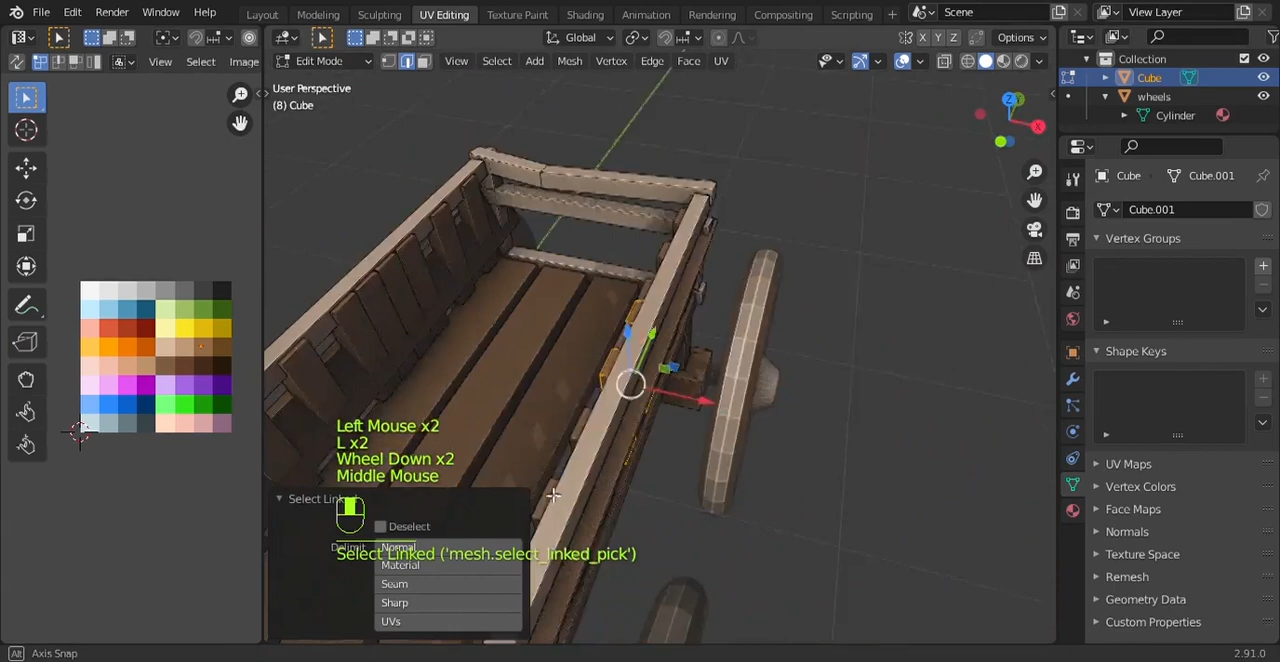 File Edit Render Window Help
Layout Modeling Sculpting UV Editing Texture Paint Shading Animation Rendering Compositing Scripting
Scene
View Layer
Global
X Y Z
Options
View Select Image
Edit Mode
View Select Add Mesh Vertex Edge Face UV
User Perspective
(8) Cube
Z
Y
X
Collection
Cube
wheels
Cylinder
Cube
Cube.001
Cube.001
Vertex Groups
Shape Keys
UV Maps
Vertex Colors
Face Maps
Normals
Texture Space
Remesh
Geometry Data
Custom Properties
Left Mouse x2
L x2
Wheel Down x2
Middle Mouse
Select Linked
Deselect
Delimit
Normal
Select Linked ('mesh.select_linked_pick')
Material
Seam
Sharp
UVs
Alt Axis Snap
2.91.0